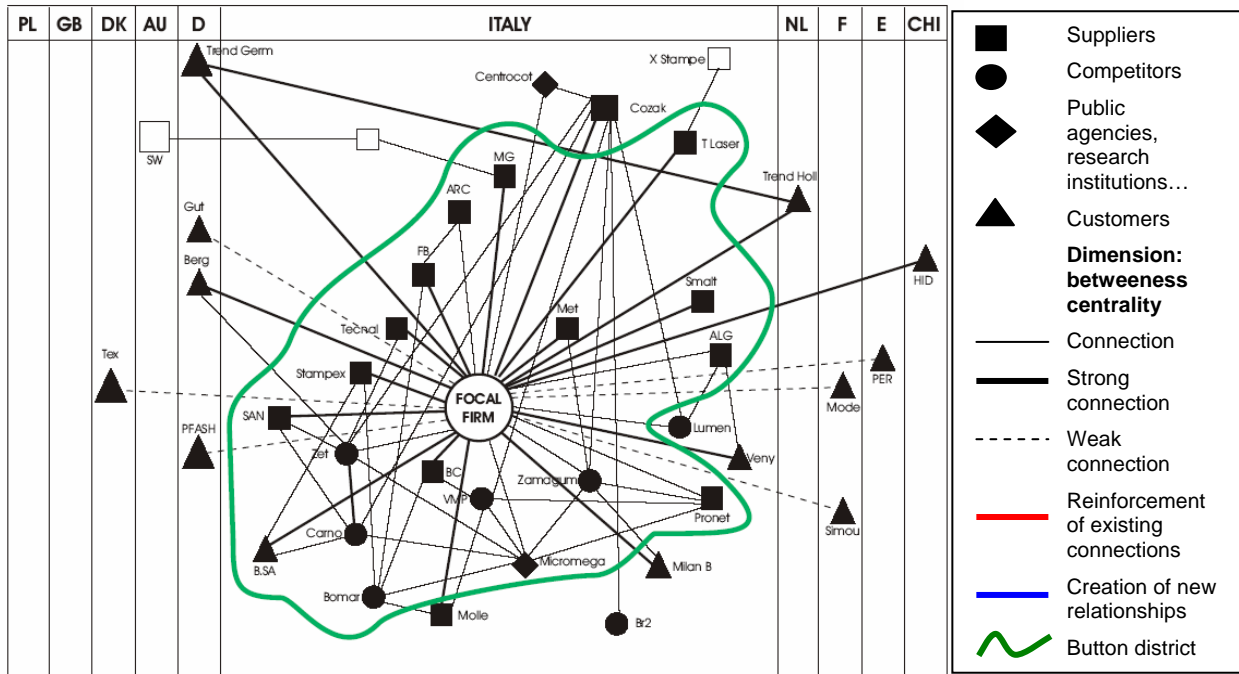 PL GB DK AU D ITALY NL F E CHI
Trend Germ
X Stampe
Centrocot
Cozak
T Laser
SW
MG
Trend Holl
ARC
Gut
FB
Berg
HID
Smalt
Met
Tecnal
ALG
Tex
PER
Stampex
FOCAL
FIRM
Mode
SAN
PFASH
Lumen
Zet
Veny
BC
Zamagum
VMP
Pronet
Simou
Carno
B.SA
Micromega
Milan B
Bomar
Molle
Br2
Suppliers
Competitors
Public
agencies,
research
institutions…
Customers
Dimension:
betweeness
centrality
Connection
Strong
connection
Weak
connection
Reinforcement
of existing
connections
Creation of new
relationships
Button district